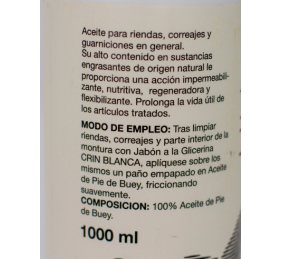 Aceite para riendas, correajes y
guarniciones en general.
Su alto contenido en sustancias
engrasantes de origen natural le
proporciona una acción impermeabili-
zante, nutritiva, regeneradora y
flexibilizante. Prolonga la vida útil de
los artículos tratados.
MODO DE EMPLEO: Tras limpiar
riendas, correajes y parte interior de la
montura con Jabón a la Glicerina
CRIN BLANCA, aplíquese sobre los
mismos un paño empapado en Aceite
de Pie de Buey, friccionando
suavemente.
COMPOSICION: 100% Aceite de Pie
de Buey.
1000 ml